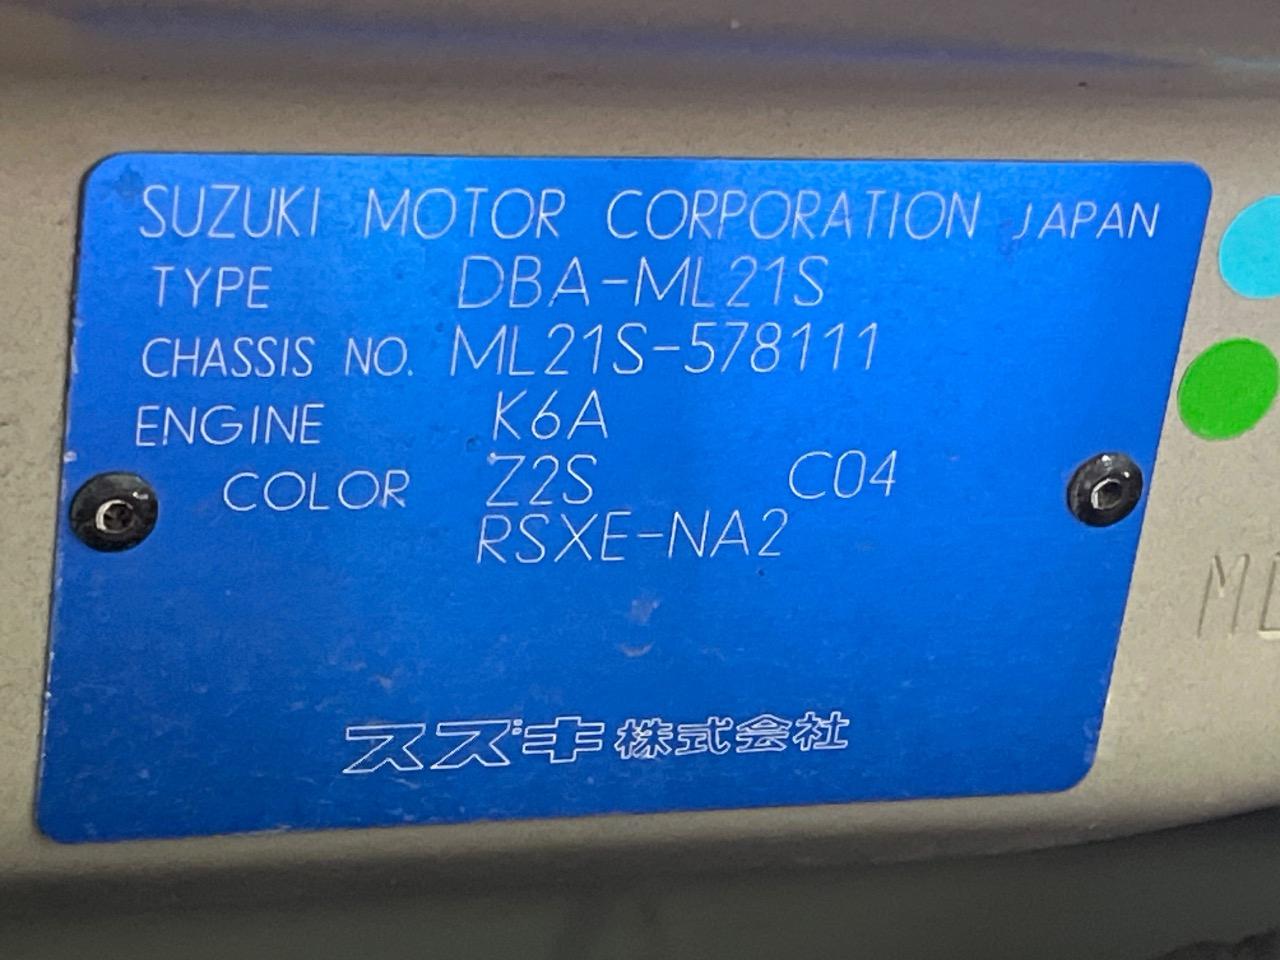 SUZUKI MOTOR CORPORATION JAPAN
TYPE DBA-ML21S
CHASSIS NO. ML21S-578111
ENGINE K6A
COLOR Z2S C04
RSXE-NA2
スズキ株式会社